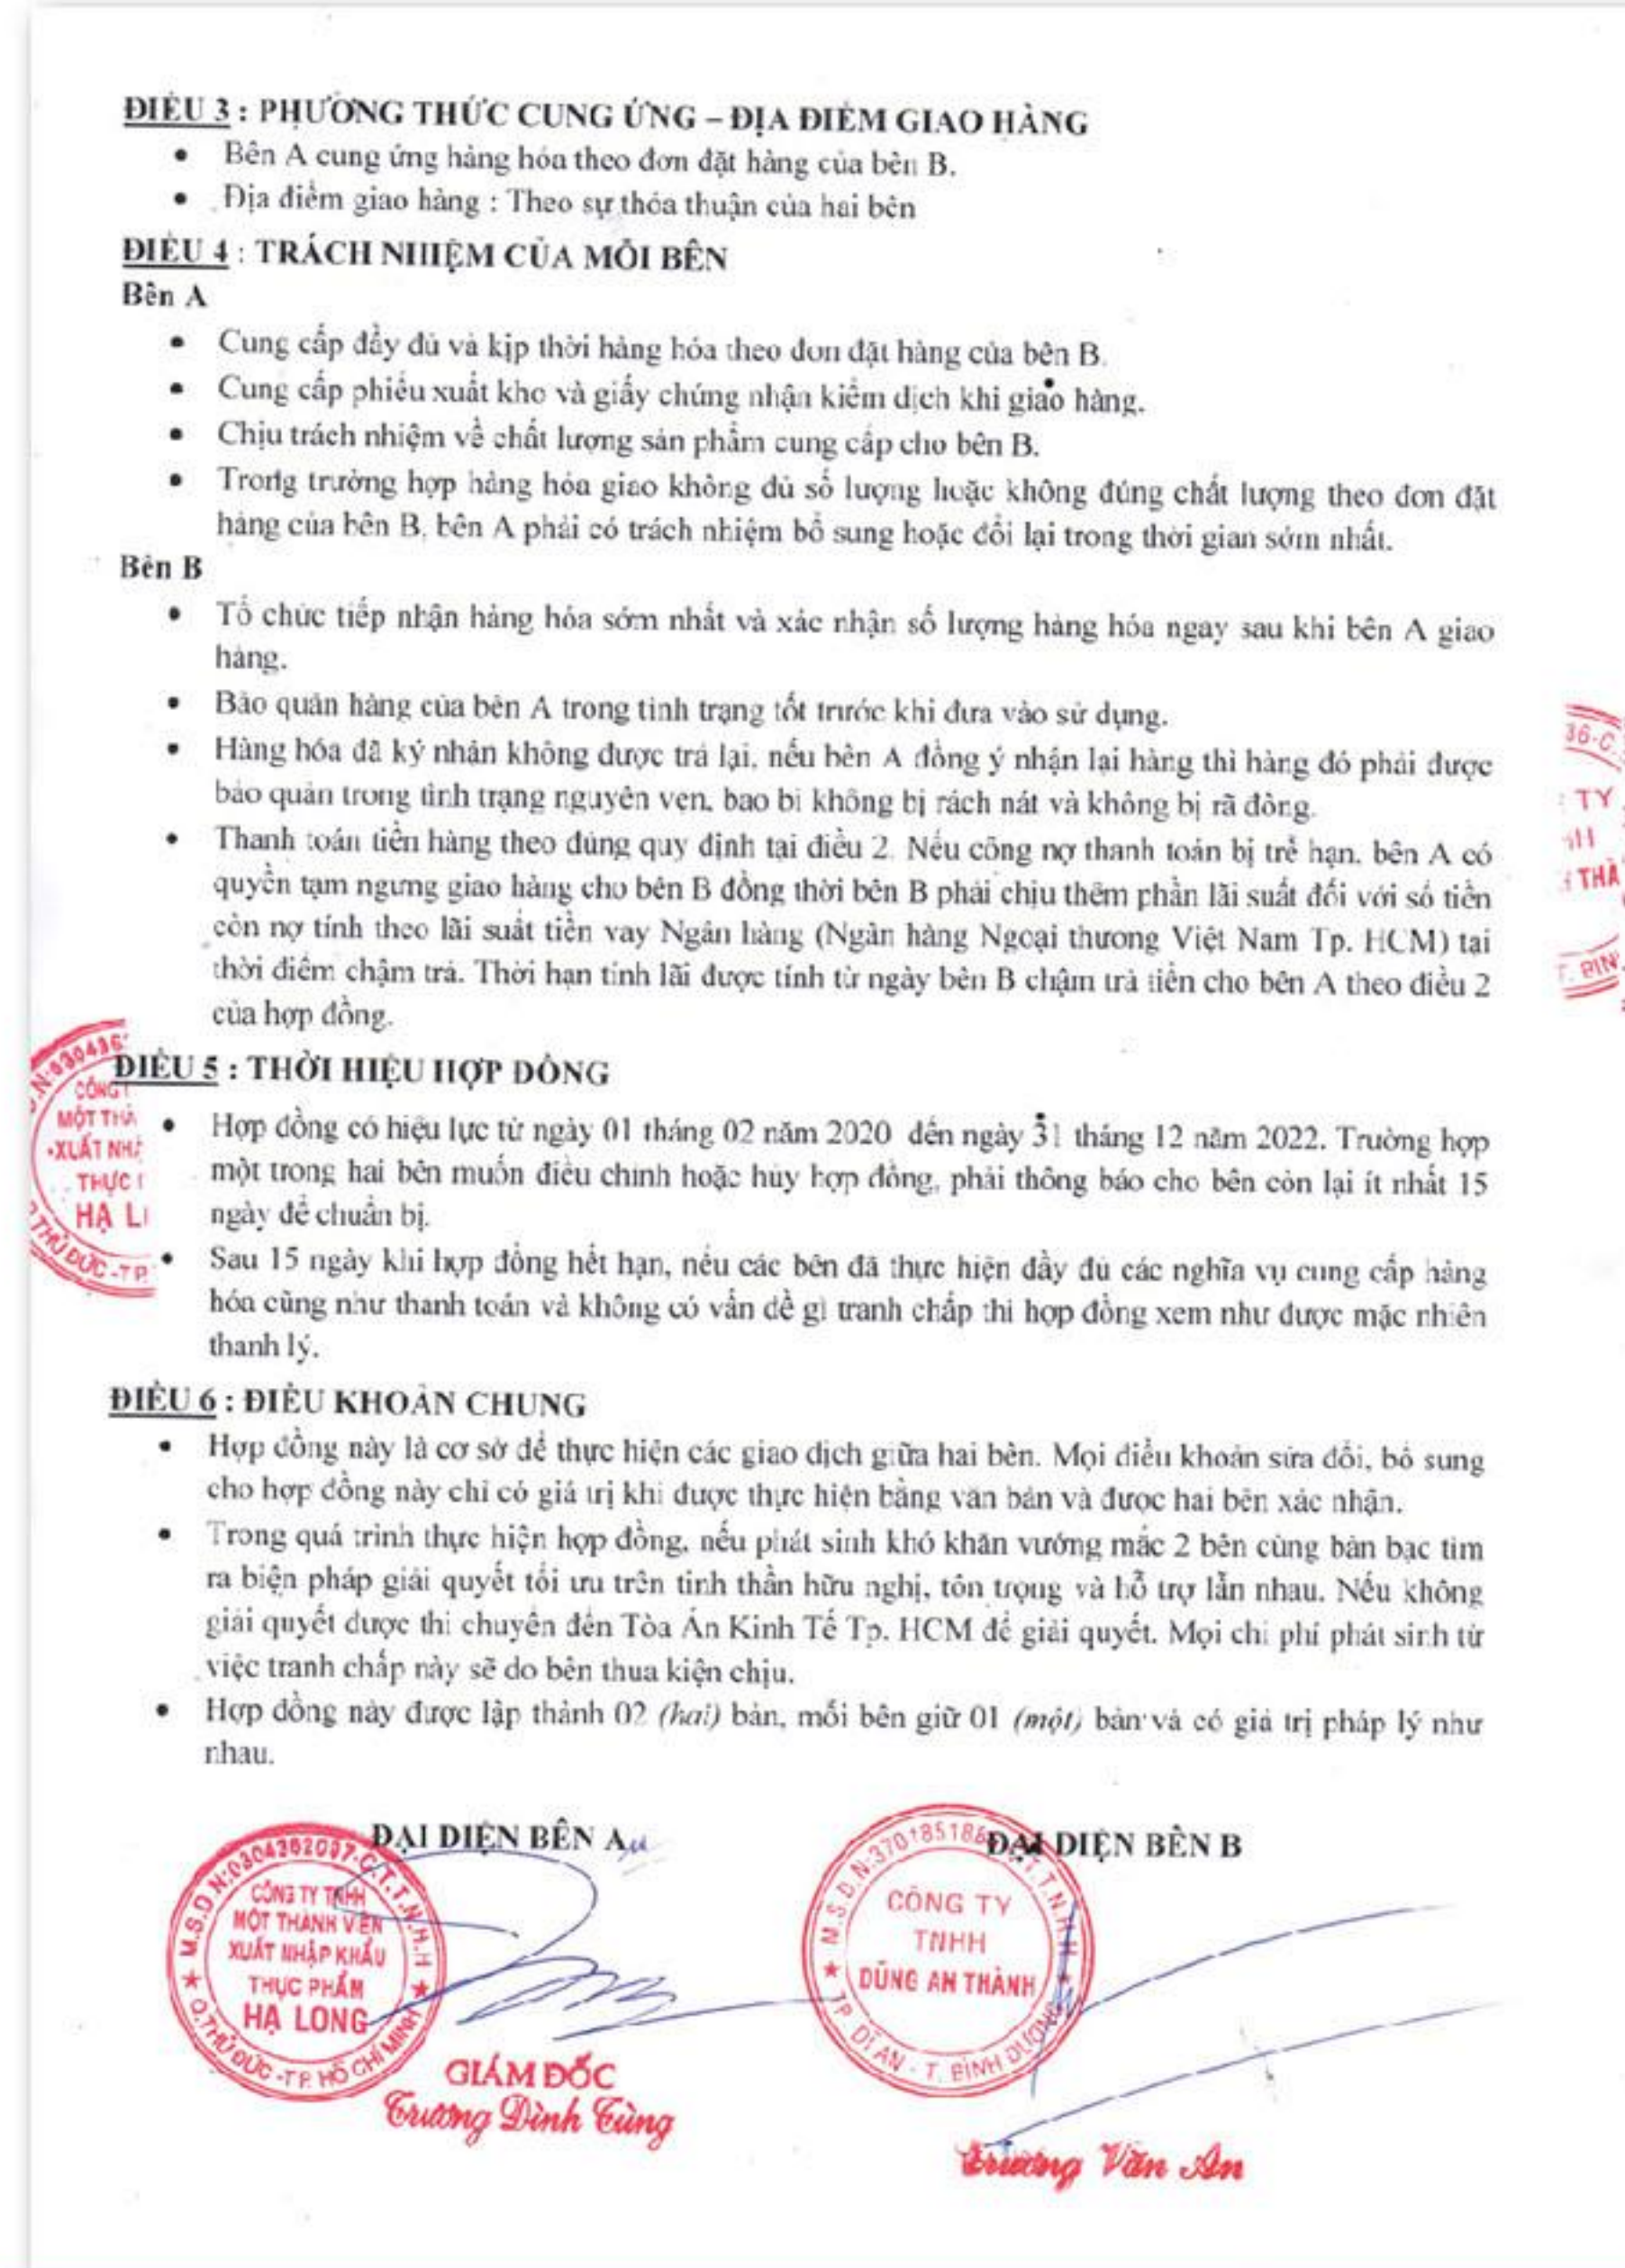 ĐIỀU 3 : PHƯƠNG THỨC CUNG ỨNG – ĐỊA ĐIỂM GIAO HÀNG
• Bên A cung ứng hàng hóa theo đơn đặt hàng của bên B.
• Địa điểm giao hàng : Theo sự thỏa thuận của hai bên
ĐIỀU 4 : TRÁCH NHIỆM CỦA MỖI BÊN
Bên A
• Cung cấp đầy đủ và kịp thời hàng hóa theo đơn đặt hàng của bên B.
• Cung cấp phiếu xuất kho và giấy chứng nhận kiểm dịch khi giao hàng.
• Chịu trách nhiệm về chất lượng sản phẩm cung cấp cho bên B.
• Trong trường hợp hàng hóa giao không đủ số lượng hoặc không đúng chất lượng theo đơn đặt
hàng của bên B, bên A phải có trách nhiệm bổ sung hoặc đổi lại trong thời gian sớm nhất.
Bên B
• Tổ chức tiếp nhận hàng hóa sớm nhất và xác nhận số lượng hàng hóa ngay sau khi bên A giao
hàng.
• Bảo quản hàng của bên A trong tình trạng tốt trước khi đưa vào sử dụng.
• Hàng hóa đã ký nhận không được trả lại, nếu bên A đồng ý nhận lại hàng thì hàng đó phải được
bảo quản trong tình trạng nguyên vẹn, bao bì không bị rách nát và không bị rã đông.
• Thanh toán tiền hàng theo đúng quy định tại điều 2. Nếu công nợ thanh toán bị trễ hạn, bên A có
quyền tạm ngưng giao hàng cho bên B đồng thời bên B phải chịu thêm phần lãi suất đối với số tiền
còn nợ tính theo lãi suất tiền vay Ngân hàng (Ngân hàng Ngoại thương Việt Nam Tp. HCM) tại
thời điểm chậm trả. Thời hạn tính lãi được tính từ ngày bên B chậm trả tiền cho bên A theo điều 2
của hợp đồng.
ĐIỀU 5 : THỜI HIỆU HỢP ĐỒNG
• Hợp đồng có hiệu lực từ ngày 01 tháng 02 năm 2020 đến ngày 31 tháng 12 năm 2022. Trường hợp
một trong hai bên muốn điều chỉnh hoặc hủy hợp đồng, phải thông báo cho bên còn lại ít nhất 15
ngày để chuẩn bị.
• Sau 15 ngày khi hợp đồng hết hạn, nếu các bên đã thực hiện đầy đủ các nghĩa vụ cung cấp hàng
hóa cũng như thanh toán và không có vấn đề gì tranh chấp thì hợp đồng xem như được mặc nhiên
thanh lý.
ĐIỀU 6 : ĐIỀU KHOẢN CHUNG
• Hợp đồng này là cơ sở để thực hiện các giao dịch giữa hai bên. Mọi điều khoản sửa đổi, bổ sung
cho hợp đồng này chỉ có giá trị khi được thực hiện bằng văn bản và được hai bên xác nhận.
• Trong quá trình thực hiện hợp đồng, nếu phát sinh khó khăn vướng mắc 2 bên cùng bàn bạc tìm
ra biện pháp giải quyết tối ưu trên tinh thần hữu nghị, tôn trọng và hỗ trợ lẫn nhau. Nếu không
giải quyết được thì chuyển đến Tòa Án Kinh Tế Tp. HCM để giải quyết. Mọi chi phí phát sinh từ
việc tranh chấp này sẽ do bên thua kiện chịu.
• Hợp đồng này được lập thành 02 (hai) bản, mỗi bên giữ 01 (một) bản và có giá trị pháp lý như
nhau.
ĐẠI DIỆN BÊN A
M.S.D.N:0304362097-C.T.T.N.H.H
CÔNG TY TNHH
MỘT THÀNH VIÊN
XUẤT NHẬP KHẨU
THỰC PHẨM
HẠ LONG
Q.THỦ ĐỨC -TP. HỒ CHÍ MINH
GIÁM ĐỐC
Trương Đình Tùng
ĐẠI DIỆN BÊN B
CÔNG TY
TNHH
DŨNG AN THÀNH
TP. DĨ AN - T. BÌNH DƯƠNG
Trương Văn An